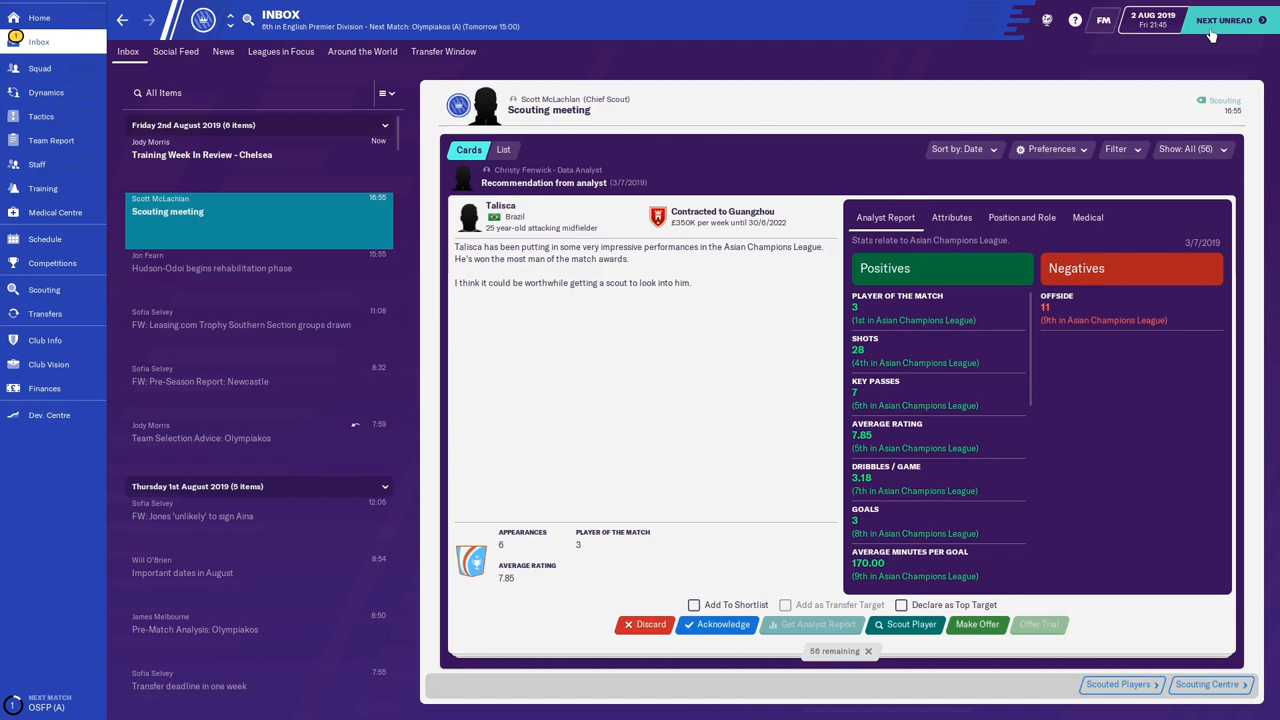 1
Home
Inbox
Squad
Dynamics
Tactics
Team Report
Staff
Training
Medical Centre
Schedule
Competitions
Scouting
Transfers
Club Info
Club Vision
Finances
Dev. Centre
1
NEXT MATCH
OSFP (A)
INBOX
6th in English Premier Division - Next Match: Olympiakos (A) (Tomorrow 15:00)
?
FM
2 AUG 2019
Fri 21:45
NEXT UNREAD
Inbox
Social Feed
News
Leagues in Focus
Around the World
Transfer Window
All Items
Friday 2nd August 2019 (6 items)
Jody Morris
Now
Training Week In Review - Chelsea
Scott McLachlan
16:55
Scouting meeting
Jon Fearn
15:55
Hudson-Odoi begins rehabilitation phase
Sofia Selvey
11:08
FW: Leasing.com Trophy Southern Section groups drawn
Sofia Selvey
8:32
FW: Pre-Season Report: Newcastle
Jody Morris
7:59
Team Selection Advice: Olympiakos
Thursday 1st August 2019 (5 items)
Sofia Selvey
12:05
FW: Jones 'unlikely' to sign Aina
Will O'Brien
8:54
Important dates in August
James Melbourne
8:50
Pre-Match Analysis: Olympiakos
Sofia Selvey
7:55
Transfer deadline in one week
Scott McLachlan (Chief Scout)
Scouting meeting
Scouting
16:55
Cards
List
Sort by: Date
Preferences
Filter
Show: All (56)
Christy Fenwick - Data Analyst
Recommendation from analyst (3/7/2019)
Talisca
Brazil
25 year-old attacking midfielder
Contracted to Guangzhou
£350K per week until 30/6/2022
Talisca has been putting in some very impressive performances in the Asian Champions League.
He's won the most man of the match awards.
I think it could be worthwhile getting a scout to look into him.
APPEARANCES
6
PLAYER OF THE MATCH
3
AVERAGE RATING
7.85
Analyst Report
Attributes
Position and Role
Medical
Stats relate to Asian Champions League.
3/7/2019
Positives
Negatives
PLAYER OF THE MATCH
3
(1st in Asian Champions League)
SHOTS
28
(4th in Asian Champions League)
KEY PASSES
7
(5th in Asian Champions League)
AVERAGE RATING
7.85
(5th in Asian Champions League)
DRIBBLES / GAME
3.18
(7th in Asian Champions League)
GOALS
3
(8th in Asian Champions League)
AVERAGE MINUTES PER GOAL
170.00
(9th in Asian Champions League)
OFFSIDE
11
(9th in Asian Champions League)
Add To Shortlist
Add as Transfer Target
Declare as Top Target
Discard
Acknowledge
Get Analyst Report
Scout Player
Make Offer
Offer Trial
56 remaining
Scouted Players
Scouting Centre